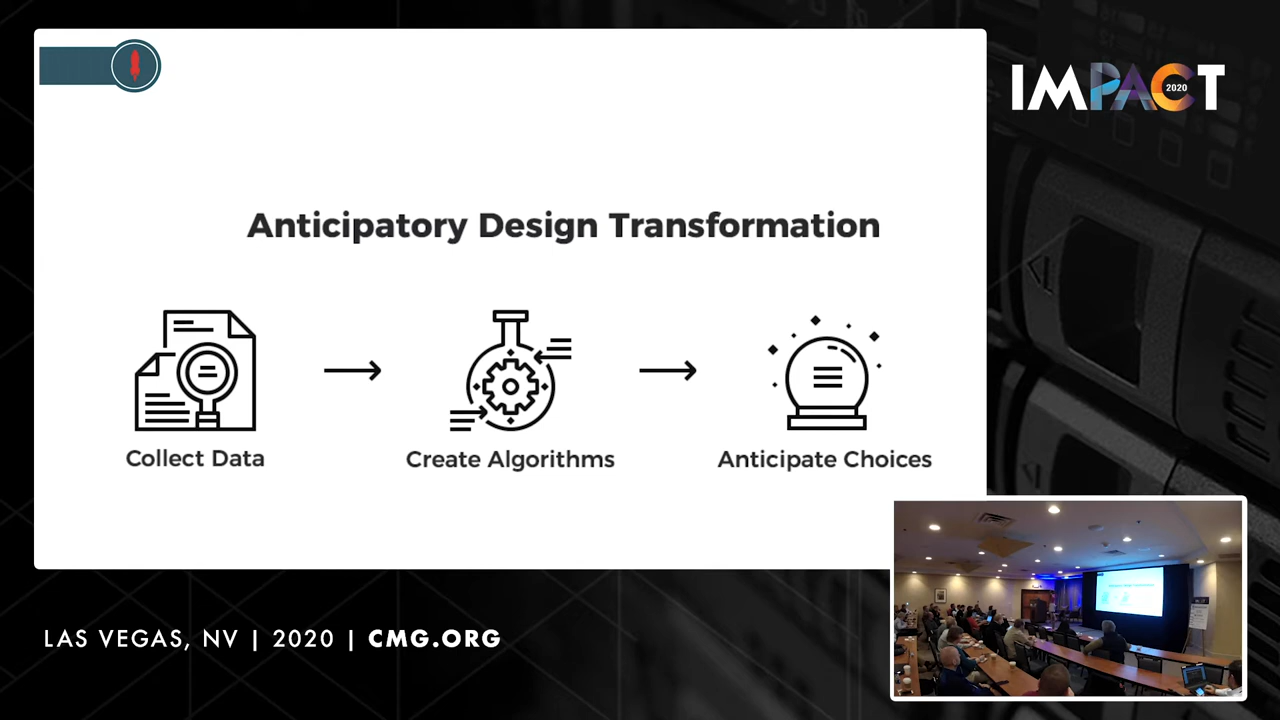 IMPACT
2020
Anticipatory Design Transformation
Collect Data
Create Algorithms
Anticipate Choices
LAS VEGAS, NV | 2020 | CMG.ORG